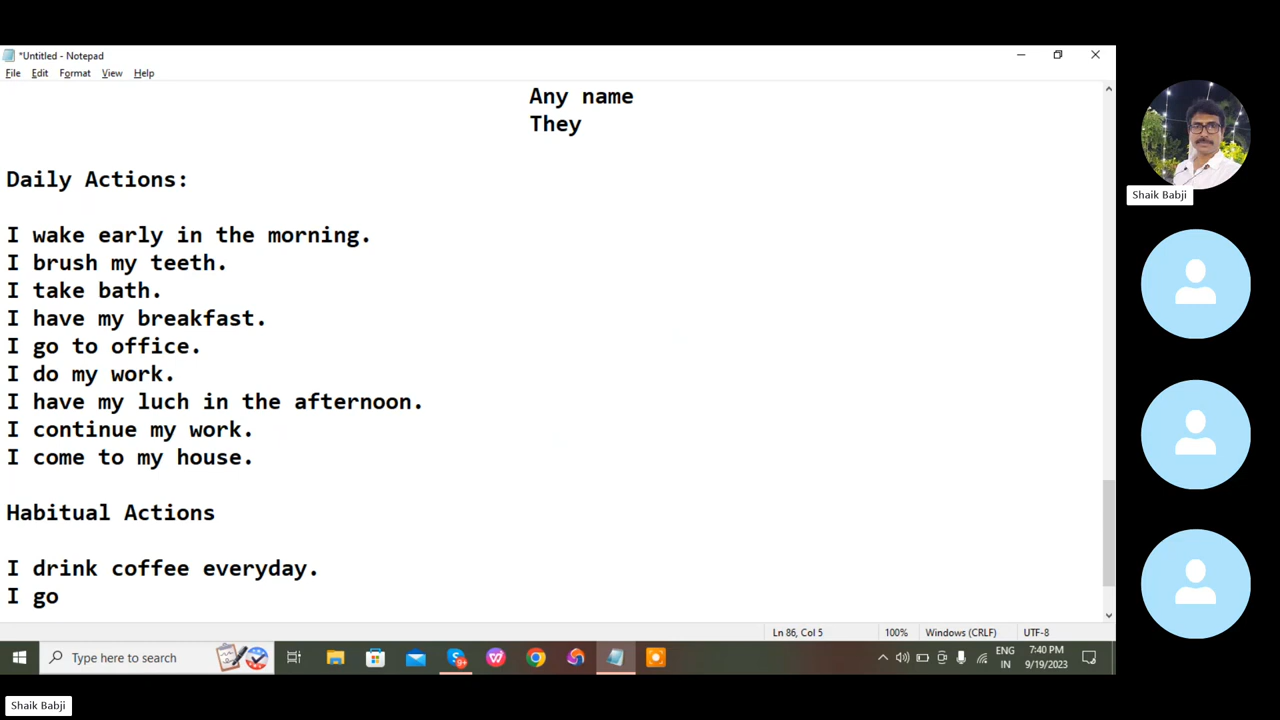 *Untitled - Notepad
File Edit Format View Help
Any name
They
Daily Actions:
I wake early in the morning.
I brush my teeth.
I take bath.
I have my breakfast.
I go to office.
I do my work.
I have my luch in the afternoon.
I continue my work.
I come to my house.
Habitual Actions
I drink coffee everyday.
I go
Ln 86, Col 5 100% Windows (CRLF) UTF-8
Type here to search
ENG
IN
7:40 PM
9/19/2023
Shaik Babji
Shaik Babji